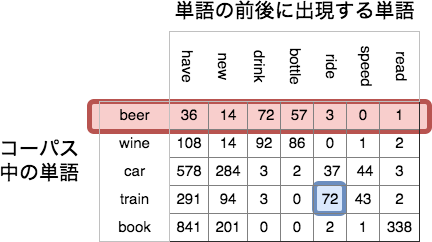 単語の前後に出現する単語
have new drink bottle ride speed read
beer 36 14 72 57 3 0 1
wine 108 14 92 86 0 1 2
car 578 284 3 2 37 44 3
train 291 94 3 0 72 43 2
book 841 201 0 0 2 1 338
コーパス
中の単語